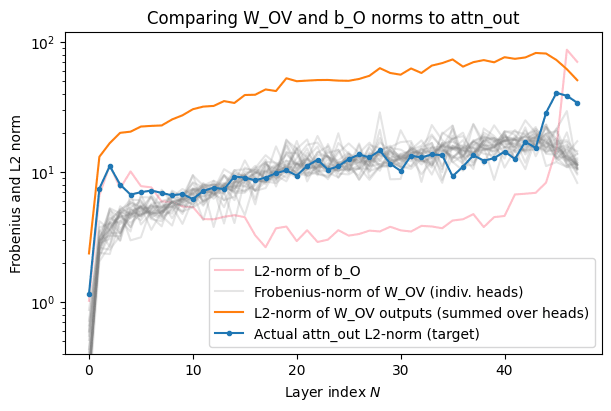 Comparing W_OV and b_O norms to attn_out
Frobenius and L2 norm
10²
10¹
10⁰
L2-norm of b_O
Frobenius-norm of W_OV (indiv. heads)
L2-norm of W_OV outputs (summed over heads)
Actual attn_out L2-norm (target)
0 10 20 30 40
Layer index N